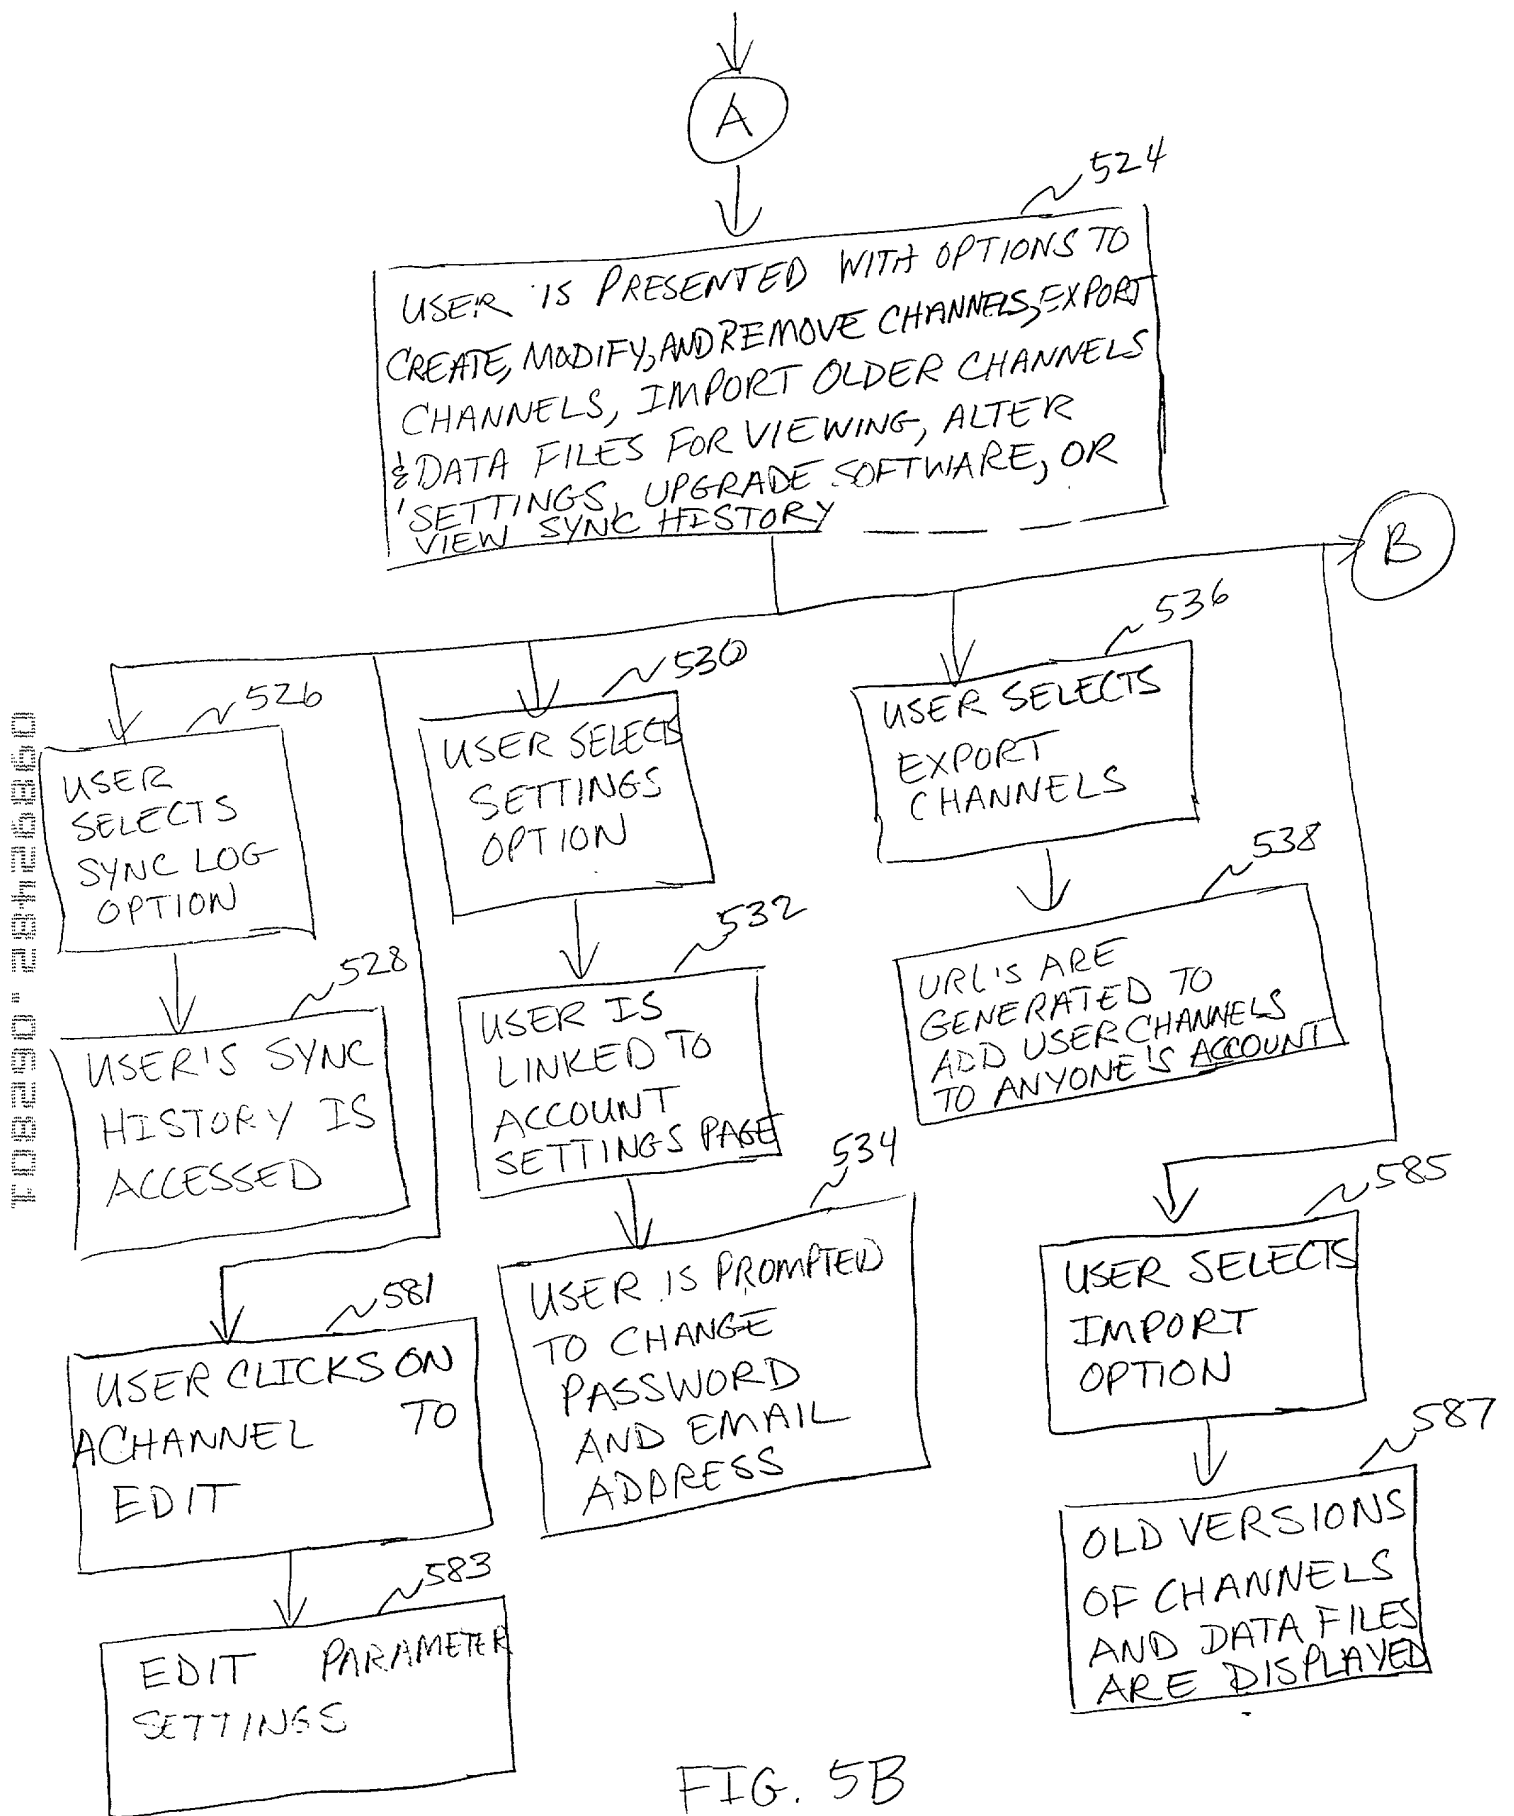 A
524
USER IS PRESENTED WITH OPTIONS TO
CREATE, MODIFY, AND REMOVE CHANNELS, EXPORT
CHANNELS, IMPORT OLDER CHANNELS
& DATA FILES FOR VIEWING, ALTER
SETTINGS, UPGRADE SOFTWARE, OR
VIEW SYNC HISTORY
B
526
USER
SELECTS
SYNC LOG
OPTION
528
USER'S SYNC
HISTORY IS
ACCESSED
530
USER SELECTS
SETTINGS
OPTION
532
USER IS
LINKED TO
ACCOUNT
SETTINGS PAGE
534
USER IS PROMPTED
TO CHANGE
PASSWORD
AND EMAIL
ADDRESS
536
USER SELECTS
EXPORT
CHANNELS
538
URL'S ARE
GENERATED TO
ADD USER CHANNELS
TO ANYONE'S ACCOUNT
581
USER CLICKS ON
A CHANNEL TO
EDIT
583
EDIT PARAMETER
SETTINGS
585
USER SELECTS
IMPORT
OPTION
587
OLD VERSIONS
OF CHANNELS
AND DATA FILES
ARE DISPLAYED
FIG. 5B